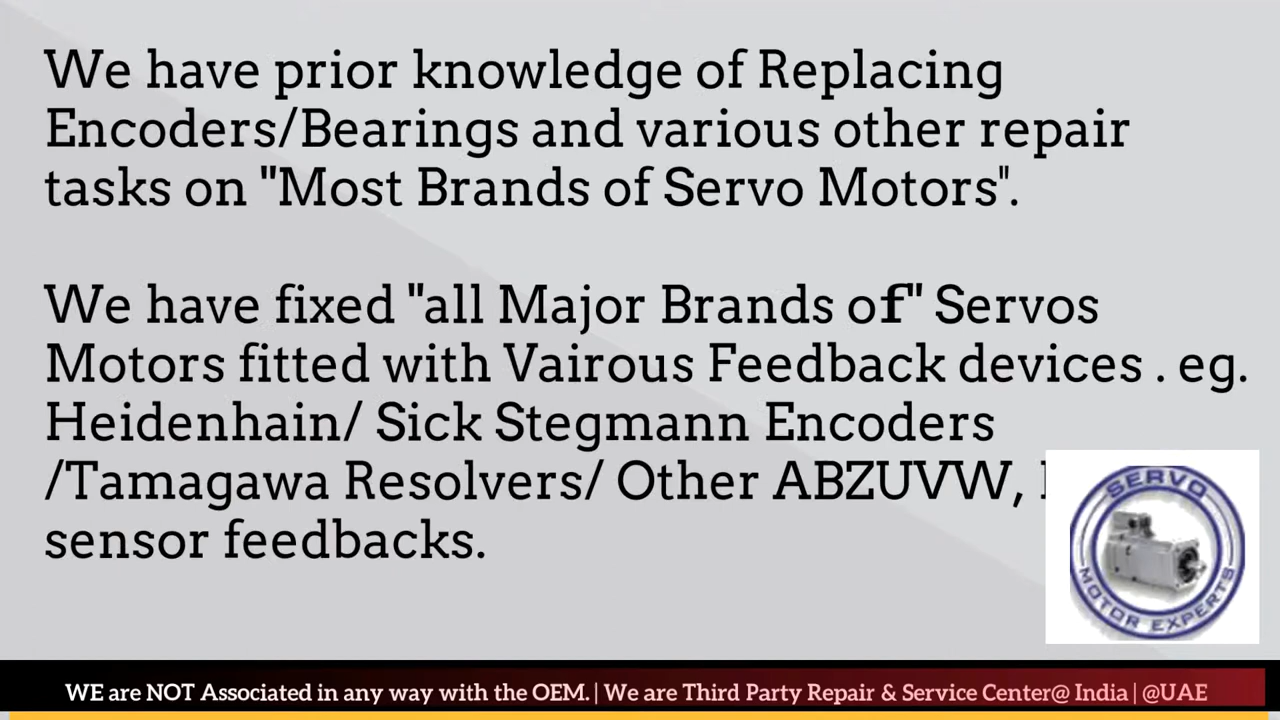 We have prior knowledge of Replacing
Encoders/Bearings and various other repair
tasks on "Most Brands of Servo Motors".
We have fixed "all Major Brands of" Servos
Motors fitted with Vairous Feedback devices . eg.
Heidenhain/ Sick Stegmann Encoders
/Tamagawa Resolvers/ Other ABZUVW,
sensor feedbacks.
SERVO
MOTOR EXPERTS
WE are NOT Associated in any way with the OEM. | We are Third Party Repair & Service Center@ India | @UAE